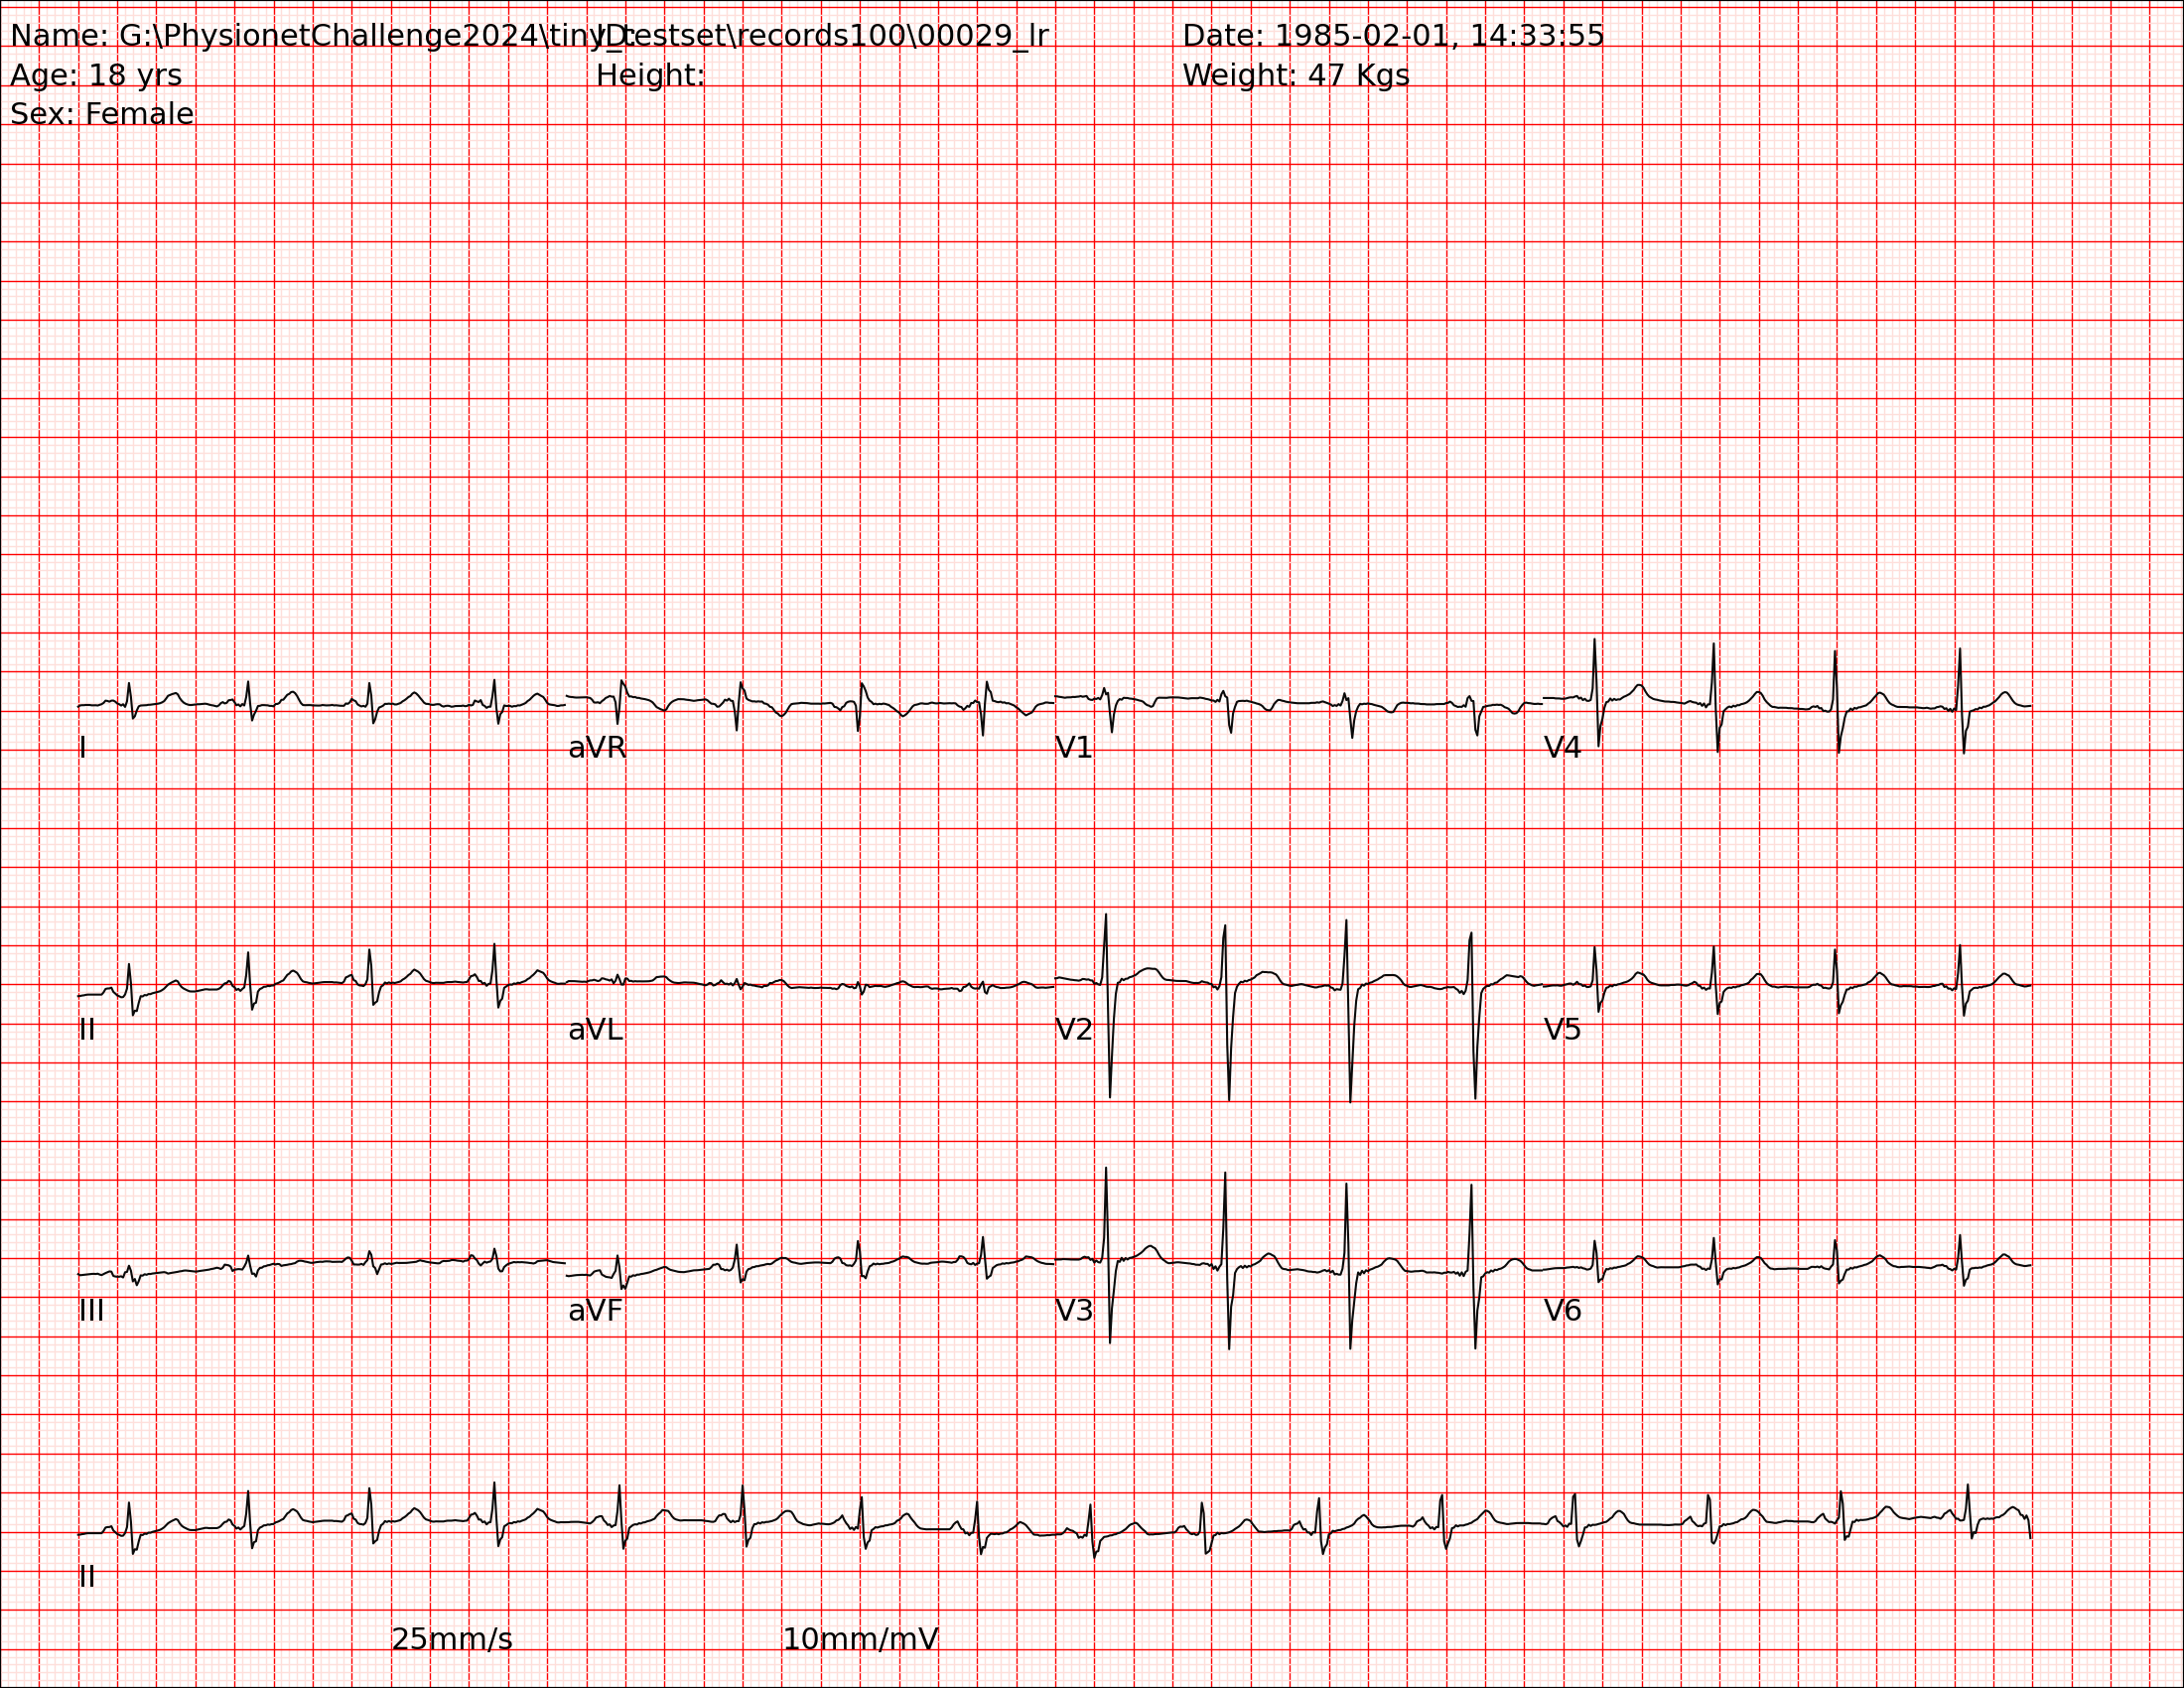 Name: G:\PhysionetChallenge2024\tiny_testset\records100\00029_lr ID: Date: 1985-02-01, 14:33:55
Age: 18 yrs Height: Weight: 47 Kgs
Sex: Female
I aVR V1 V4
II aVL V2 V5
III aVF V3 V6
II
25mm/s 10mm/mV